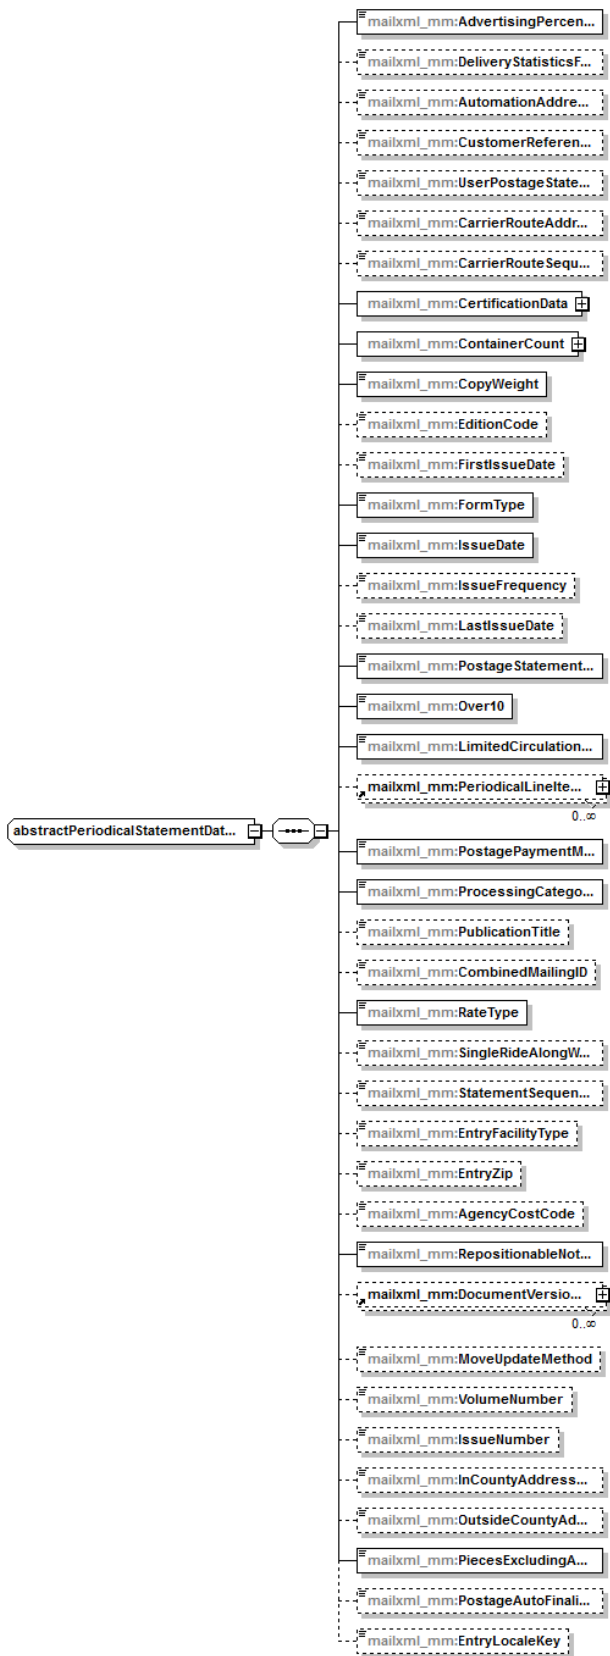 mailxml_mm:AdvertisingPercen...
mailxml_mm:DeliveryStatisticsF...
mailxml_mm:AutomationAddre...
mailxml_mm:CustomerReferen...
mailxml_mm:UserPostageState...
mailxml_mm:CarrierRouteAddr...
mailxml_mm:CarrierRouteSequ...
mailxml_mm:CertificationData
mailxml_mm:ContainerCount
mailxml_mm:CopyWeight
mailxml_mm:EditionCode
mailxml_mm:FirstIssueDate
mailxml_mm:FormType
mailxml_mm:IssueDate
mailxml_mm:IssueFrequency
mailxml_mm:LastIssueDate
mailxml_mm:PostageStatement...
mailxml_mm:Over10
mailxml_mm:LimitedCirculation...
mailxml_mm:PeriodicalLineIte...
0..∞
abstractPeriodicalStatementDat...
mailxml_mm:PostagePaymentM...
mailxml_mm:ProcessingCatego...
mailxml_mm:PublicationTitle
mailxml_mm:CombinedMailingID
mailxml_mm:RateType
mailxml_mm:SingleRideAlongW...
mailxml_mm:StatementSequen...
mailxml_mm:EntryFacilityType
mailxml_mm:EntryZip
mailxml_mm:AgencyCostCode
mailxml_mm:RepositionableNot...
mailxml_mm:DocumentVersio...
0..∞
mailxml_mm:MoveUpdateMethod
mailxml_mm:VolumeNumber
mailxml_mm:IssueNumber
mailxml_mm:InCountyAddress...
mailxml_mm:OutsideCountyAd...
mailxml_mm:PiecesExcludingA...
mailxml_mm:PostageAutoFinali...
mailxml_mm:EntryLocaleKey